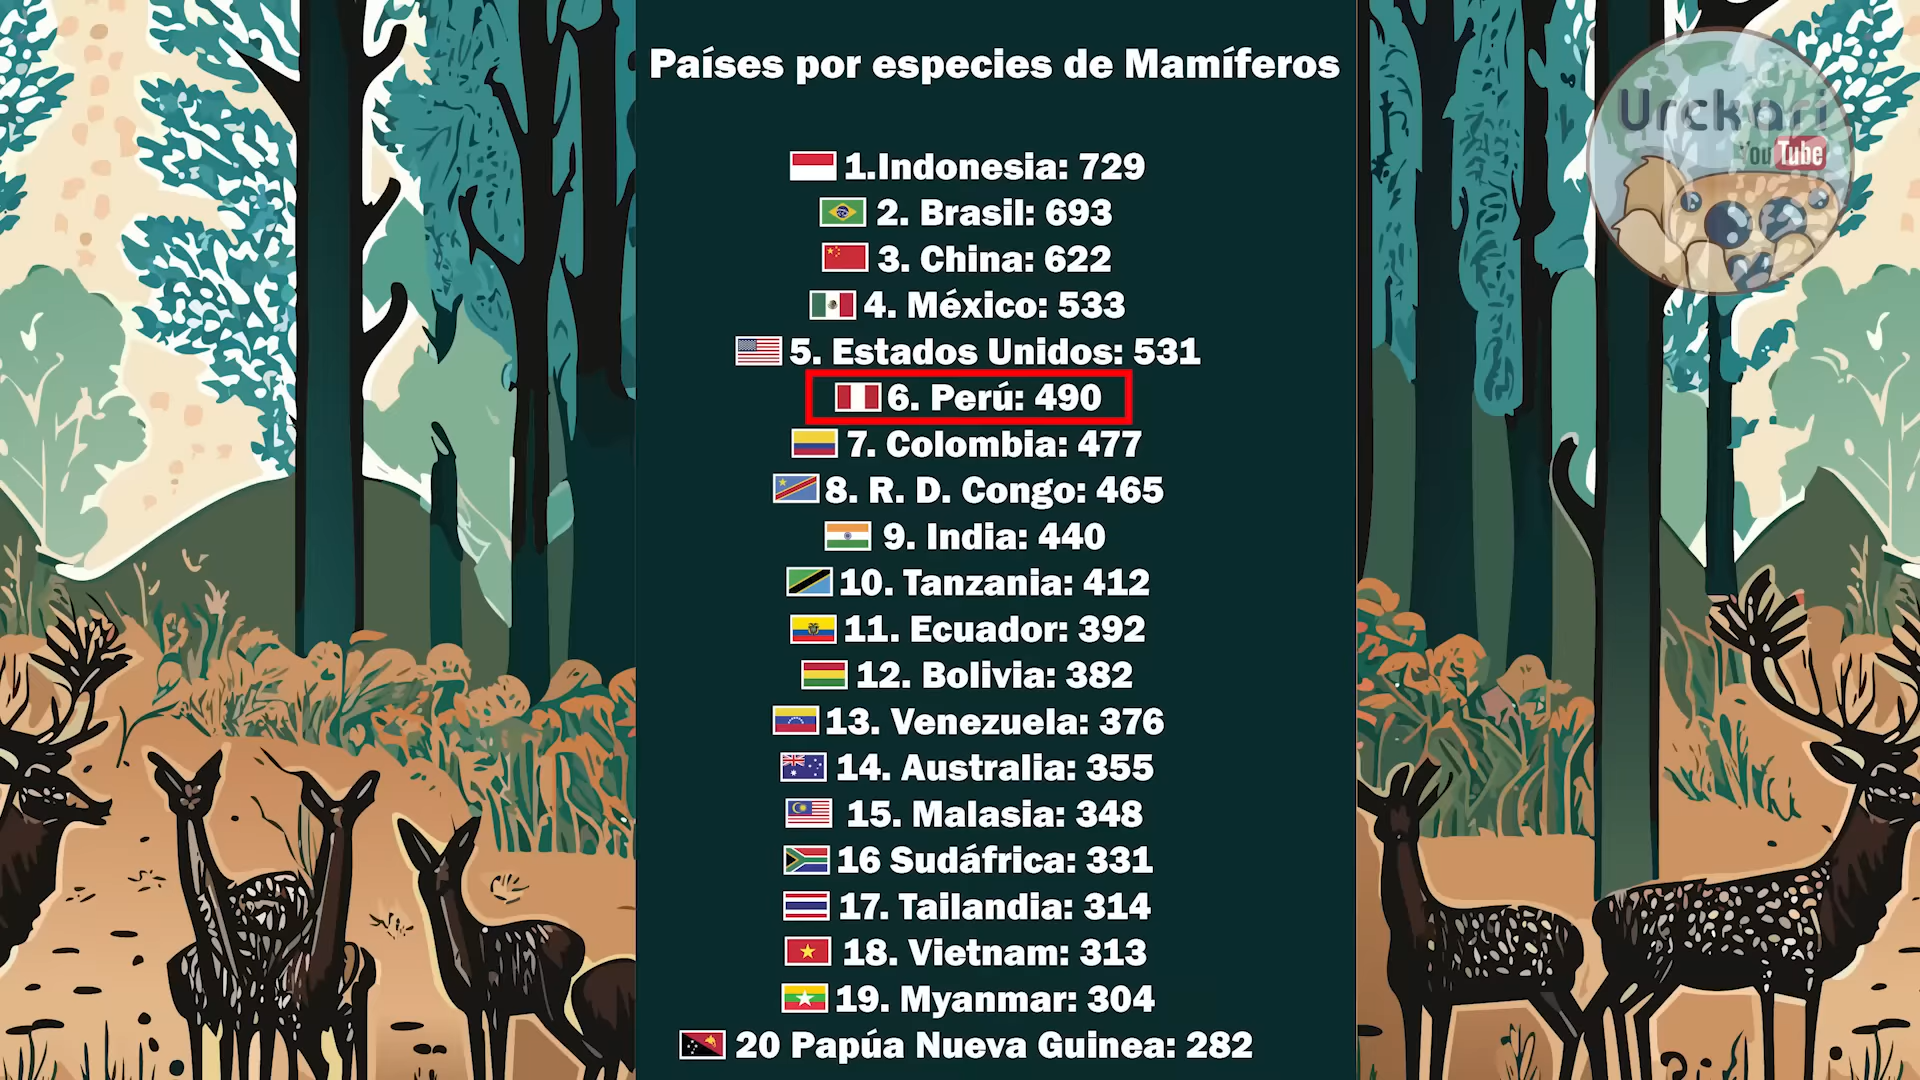 Países por especies de Mamíferos
Urckari
YouTube
1.Indonesia: 729
2. Brasil: 693
3. China: 622
4. México: 533
5. Estados Unidos: 531
6. Perú: 490
7. Colombia: 477
8. R. D. Congo: 465
9. India: 440
10. Tanzania: 412
11. Ecuador: 392
12. Bolivia: 382
13. Venezuela: 376
14. Australia: 355
15. Malasia: 348
16 Sudáfrica: 331
17. Tailandia: 314
18. Vietnam: 313
19. Myanmar: 304
20 Papúa Nueva Guinea: 282